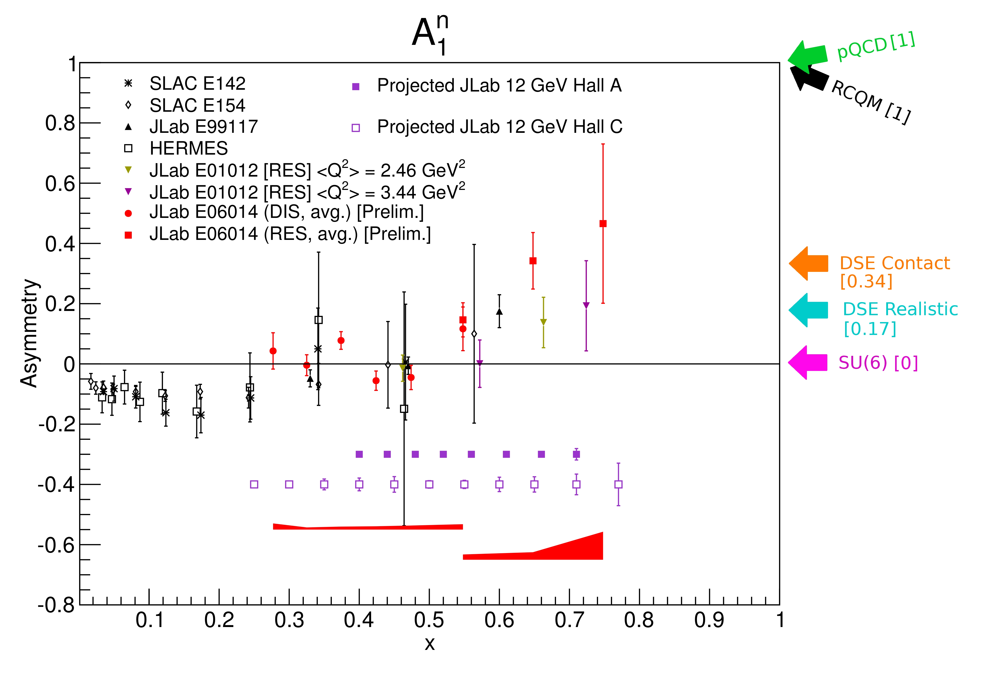 A₁ⁿ
pQCD [1]
RCQM [1]
SLAC E142
SLAC E154
JLab E99117
HERMES
JLab E01012 [RES] <Q²> = 2.46 GeV²
JLab E01012 [RES] <Q²> = 3.44 GeV²
JLab E06014 (DIS, avg.) [Prelim.]
JLab E06014 (RES, avg.) [Prelim.]
Projected JLab 12 GeV Hall A
Projected JLab 12 GeV Hall C
Asymmetry
1
0.8
0.6
0.4
0.2
0
-0.2
-0.4
-0.6
-0.8
DSE Contact
[0.34]
DSE Realistic
[0.17]
SU(6) [0]
0.1 0.2 0.3 0.4 0.5 0.6 0.7 0.8 0.9 1
x